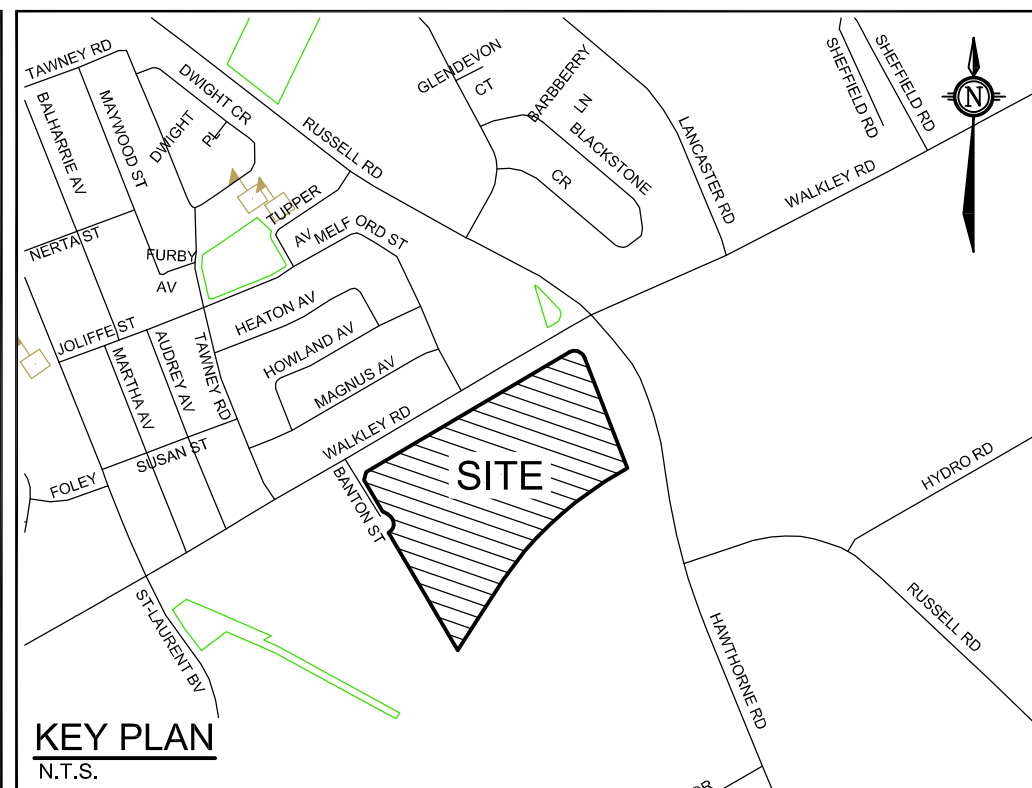 TAWNEY RD
BALHARRIE AV
MAYWOOD ST
DWIGHT CR
DWIGHT
PL
RUSSELL RD
GLENDEVON
CT
BARBBERRY
LN
BLACKSTONE
CR
LANCASTER RD
SHEFFIELD RD
SHEFFIELD RD
WALKLEY RD
N
NERTA ST
FURBY
AV
TUPPER
AV
MELF ORD ST
JOLIFFE ST
HEATON AV
HOWLAND AV
MAGNUS AV
MARTHA AV
AUDREY AV
TAWNEY RD
SUSAN ST
FOLEY
WALKLEY RD
BANTON ST
SITE
HYDRO RD
RUSSELL RD
HAWTHORNE RD
ST-LAURENT BV
KEY PLAN
N.T.S.